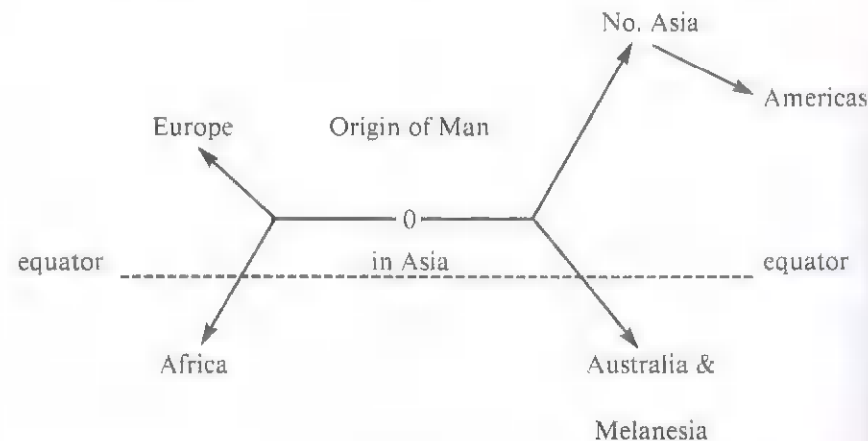 No. Asia
Americas
Europe
Origin of Man
0
equator
in Asia
equator
Africa
Australia &
Melanesia